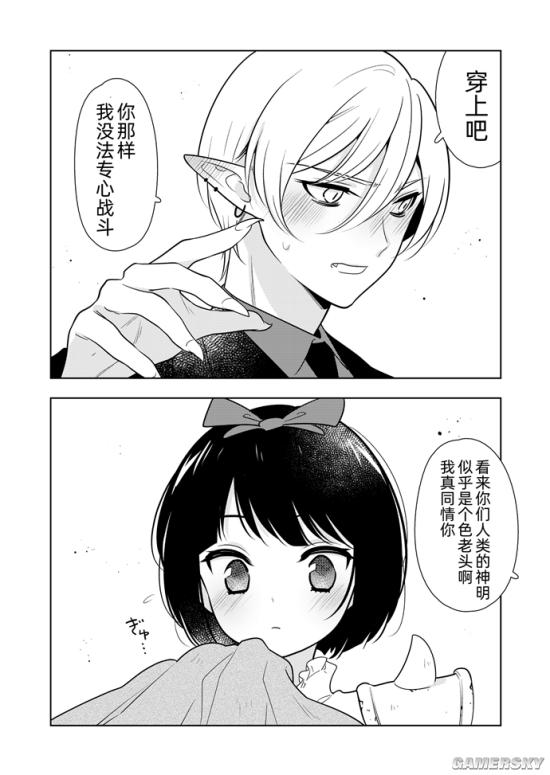 穿上吧
你那样
我没法专心战斗
看来你们人类的神明
似乎是个色老头啊
我真同情你
ぎゅ…
GAMERSKY